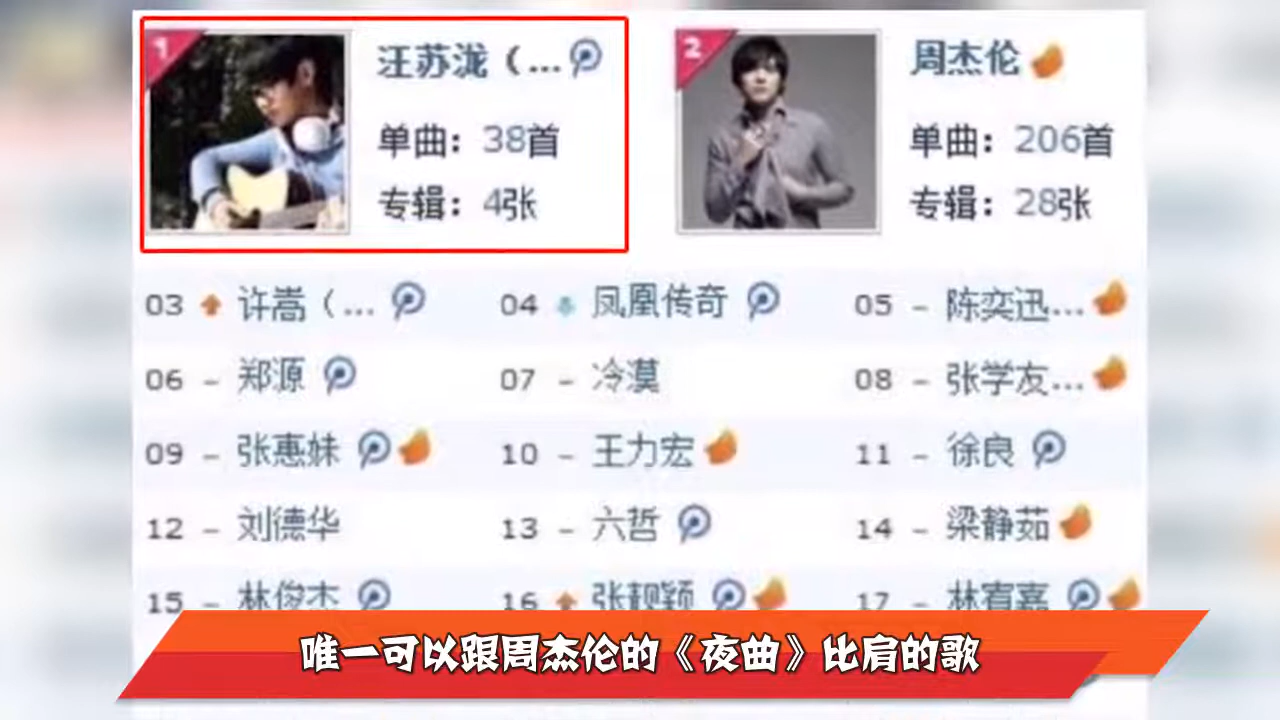 1
汪苏泷（...
单曲：38首
专辑：4张
2
周杰伦
单曲：206首
专辑：28张
03 许嵩（... 04 凤凰传奇 05 – 陈奕迅...
06 – 郑源 07 – 冷漠 08 – 张学友...
09 – 张惠妹 10 – 王力宏 11 – 徐良
12 – 刘德华 13 – 六哲 14 – 梁静茹
15 – 林俊杰 16 张靓颖 17 – 林宥嘉
唯一可以跟周杰伦的《夜曲》比肩的歌